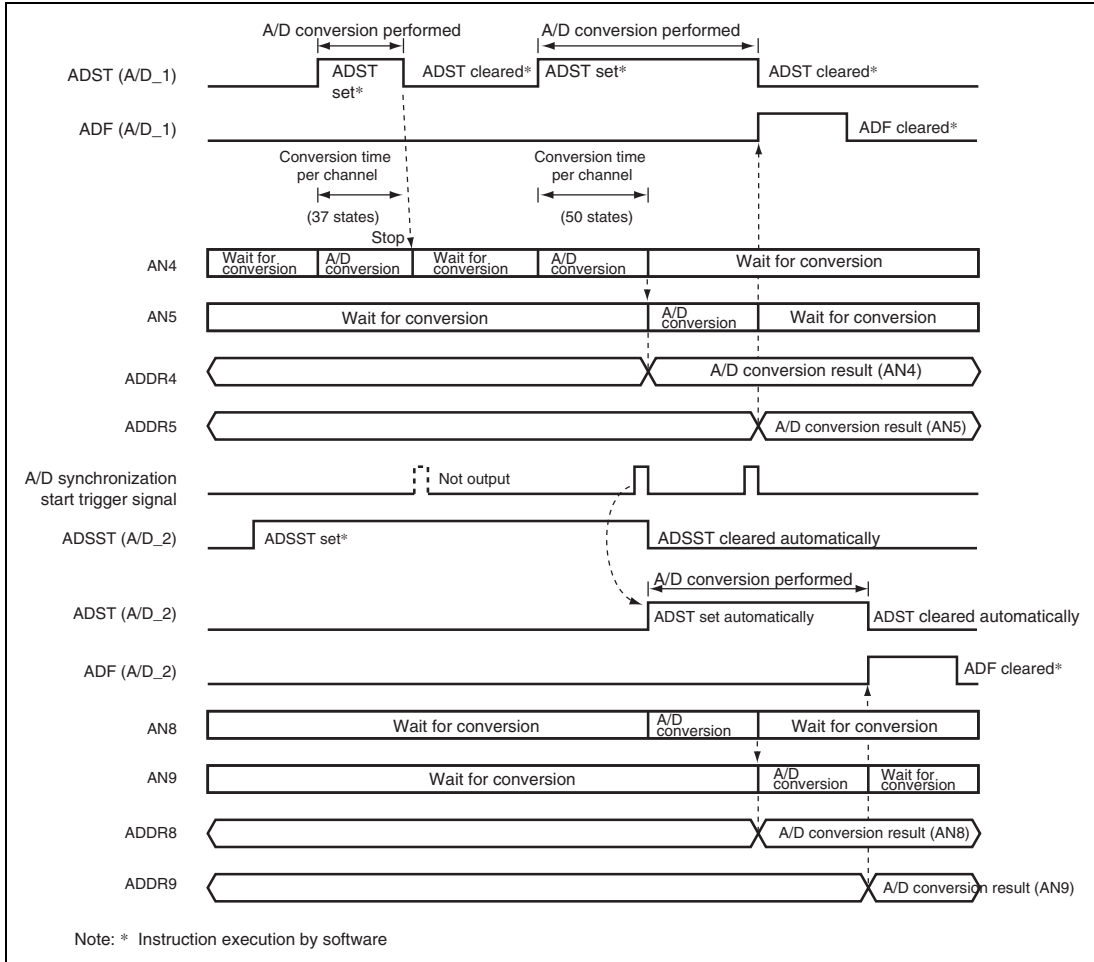 A/D conversion performed A/D conversion performed
ADST (A/D_1) ADST set* ADST cleared* ADST set* ADST cleared*
ADF (A/D_1) ADF cleared*
Conversion time per channel Conversion time per channel
(37 states) (50 states)
Stop
AN4 Wait for conversion A/D conversion Wait for conversion A/D conversion Wait for conversion
AN5 Wait for conversion A/D conversion Wait for conversion
ADDR4 A/D conversion result (AN4)
ADDR5 A/D conversion result (AN5)
A/D synchronization start trigger signal Not output
ADSST (A/D_2) ADSST set* ADSST cleared automatically
A/D conversion performed
ADST (A/D_2) ADST set automatically ADST cleared automatically
ADF (A/D_2) ADF cleared*
AN8 Wait for conversion A/D conversion Wait for conversion
AN9 Wait for conversion A/D conversion Wait for conversion
ADDR8 A/D conversion result (AN8)
ADDR9 A/D conversion result (AN9)
Note: * Instruction execution by software